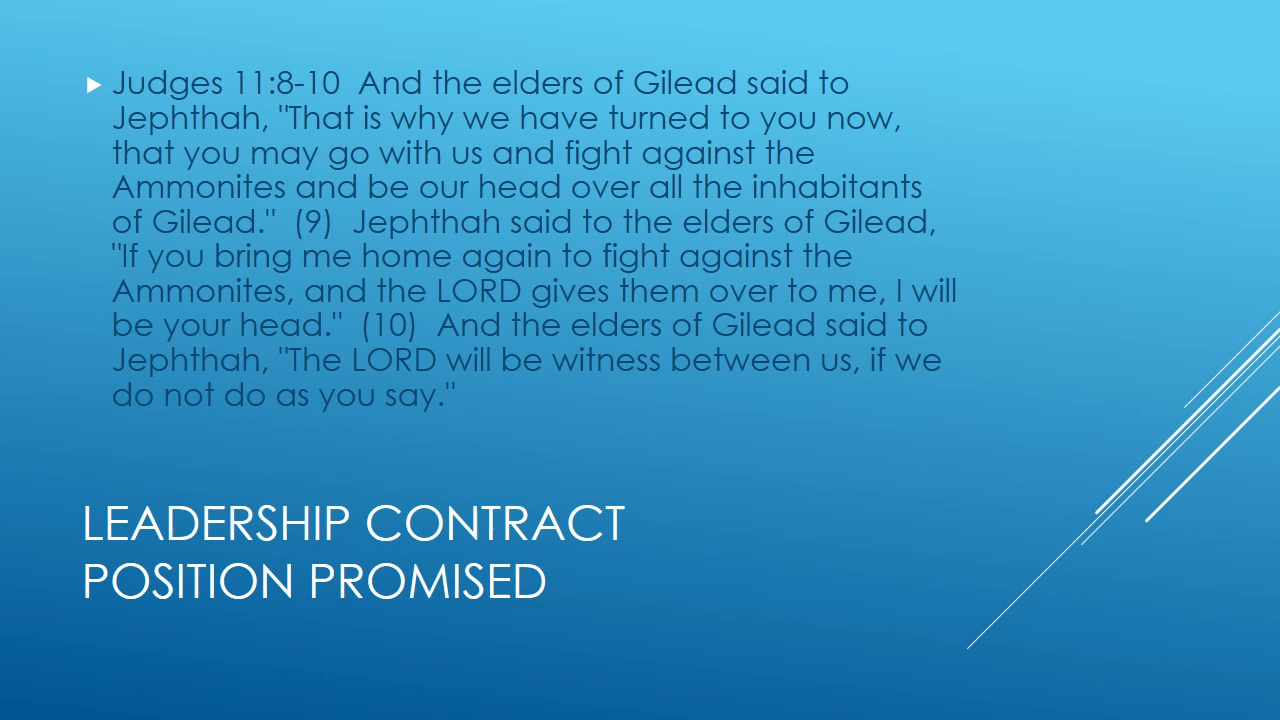 Judges 11:8-10  And the elders of Gilead said to
Jephthah, "That is why we have turned to you now,
that you may go with us and fight against the
Ammonites and be our head over all the inhabitants
of Gilead."  (9)  Jephthah said to the elders of Gilead,
"If you bring me home again to fight against the
Ammonites, and the LORD gives them over to me, I will
be your head."  (10)  And the elders of Gilead said to
Jephthah, "The LORD will be witness between us, if we
do not do as you say."
LEADERSHIP CONTRACT
POSITION PROMISED